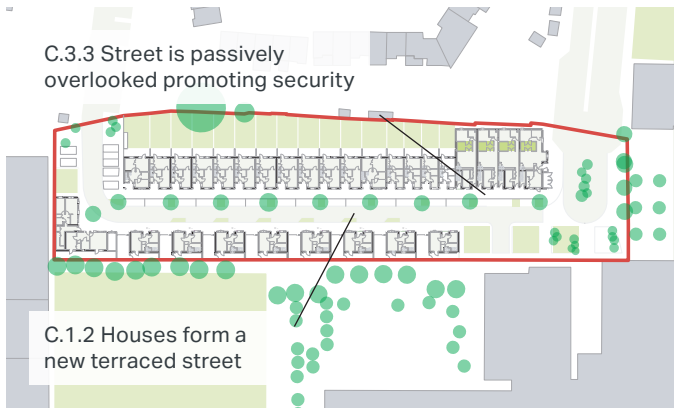 C.3.3 Street is passively
overlooked promoting security
C.1.2 Houses form a
new terraced street